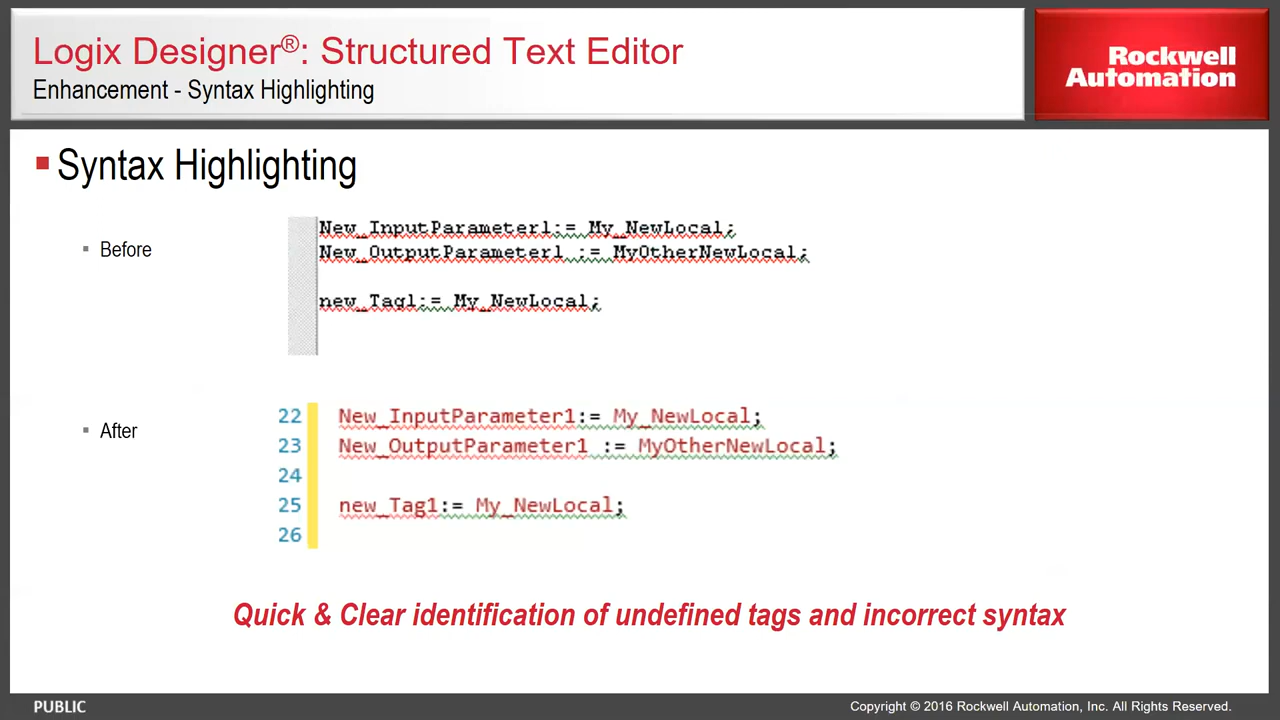 Logix Designer®: Structured Text Editor
Enhancement - Syntax Highlighting
Rockwell
Automation
Syntax Highlighting
Before
New_InputParameter1:= My_NewLocal;
New_OutputParameter1 := MyOtherNewLocal;
new_Tag1:= My_NewLocal;
After
22 New_InputParameter1:= My_NewLocal;
23 New_OutputParameter1 := MyOtherNewLocal;
24
25 new_Tag1:= My_NewLocal;
26
Quick & Clear identification of undefined tags and incorrect syntax
PUBLIC
Copyright © 2016 Rockwell Automation, Inc. All Rights Reserved.